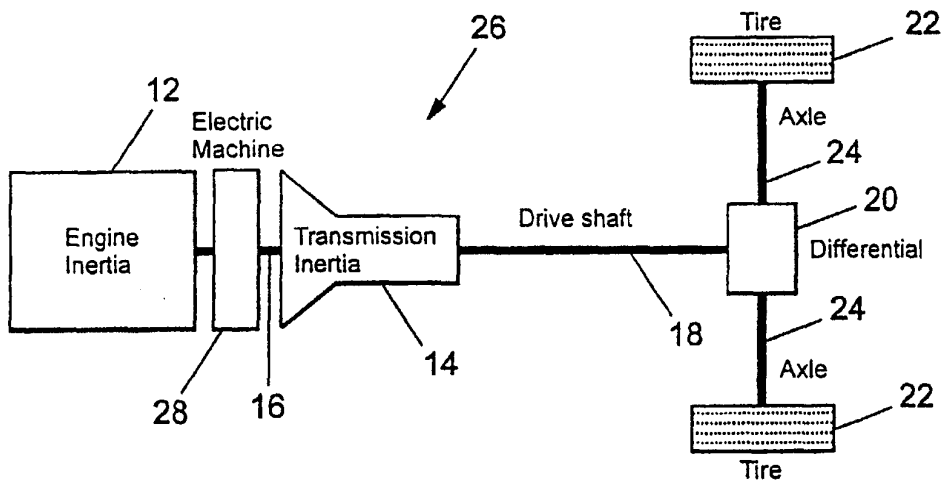 Tire
22
26
12
Electric
Machine
Axle
24
20
Engine
Inertia
Transmission
Inertia
Drive shaft
Differential
24
18
14
28
16
Axle
22
Tire